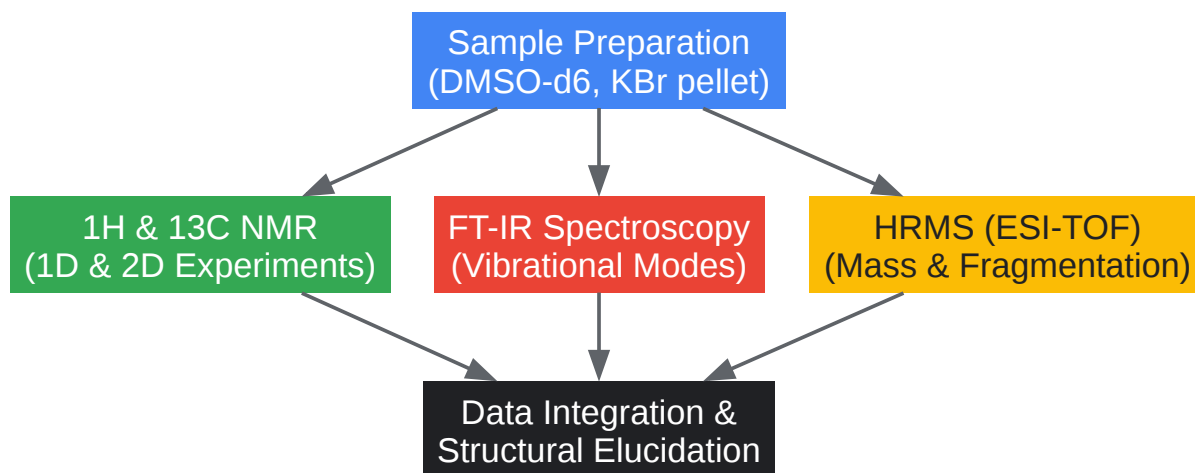 Sample Preparation
(DMSO-d6, KBr pellet)
1H & 13C NMR
(1D & 2D Experiments)
FT-IR Spectroscopy
(Vibrational Modes)
HRMS (ESI-TOF)
(Mass & Fragmentation)
Data Integration &
Structural Elucidation